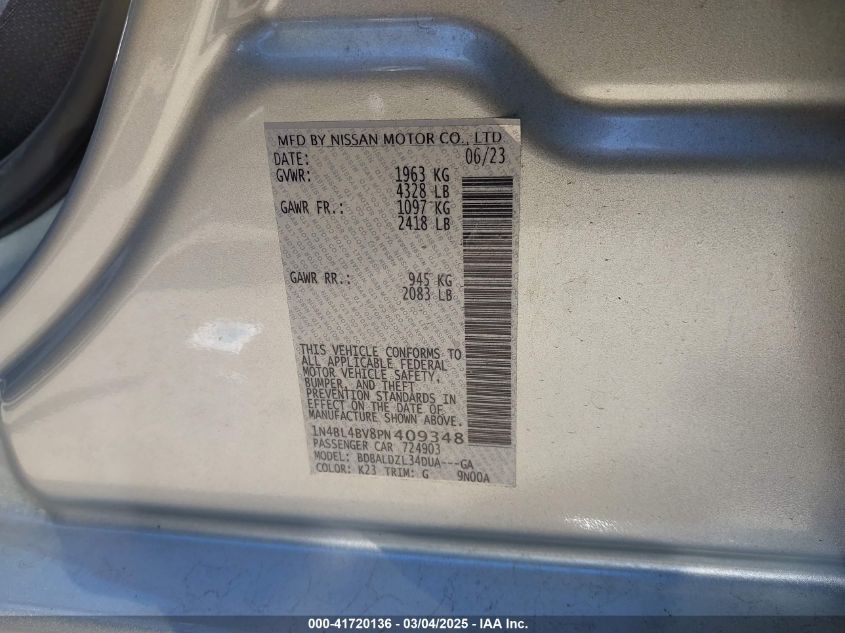 MFD BY NISSAN MOTOR CO., LTD
DATE: 06/23
GVWR: 1963 KG
4328 LB
GAWR FR.: 1097 KG
2418 LB
GAWR RR.: 945 KG
2083 LB
THIS VEHICLE CONFORMS TO
ALL APPLICABLE FEDERAL
MOTOR VEHICLE SAFETY,
BUMPER, AND THEFT
PREVENTION STANDARDS IN
EFFECT ON THE DATE OF
MANUFACTURE SHOWN ABOVE.
1N4BL4BV8PN409348
PASSENGER CAR 724903
MODEL: BDBALDZL34DUA---GA
COLOR: K23 TRIM: G 9N00A
000-41720136 - 03/04/2025 - IAA Inc.